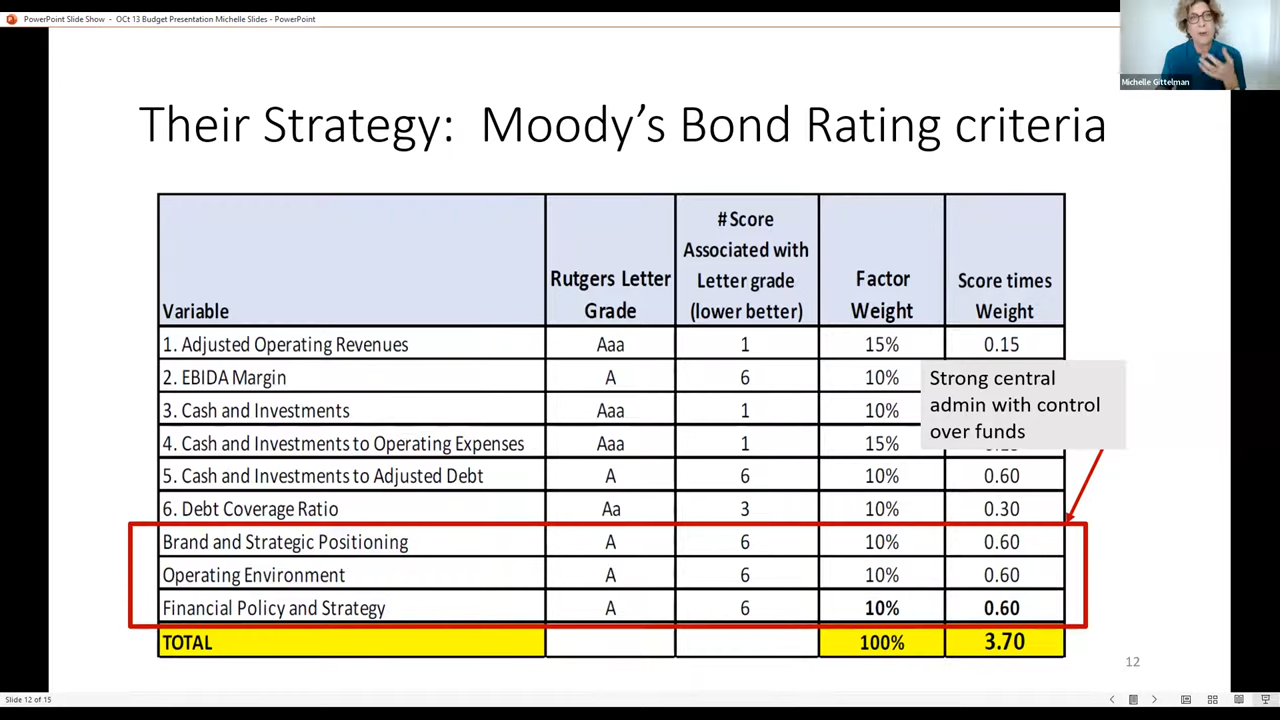 PowerPoint Slide Show - OCt 13 Budget Presentation Michelle Slides - PowerPoint
Michelle Gittelman
Their Strategy: Moody's Bond Rating criteria
Variable
Rutgers Letter
Grade
# Score
Associated with
Letter grade
(lower better)
Factor
Weight
Score times
Weight
1. Adjusted Operating Revenues Aaa 1 15% 0.15
2. EBIDA Margin A 6 10%
3. Cash and Investments Aaa 1 10%
4. Cash and Investments to Operating Expenses Aaa 1 15%
Strong central
admin with control
over funds
5. Cash and Investments to Adjusted Debt A 6 10% 0.60
6. Debt Coverage Ratio Aa 3 10% 0.30
Brand and Strategic Positioning A 6 10% 0.60
Operating Environment A 6 10% 0.60
Financial Policy and Strategy A 6 10% 0.60
TOTAL 100% 3.70
12
Slide 12 of 15